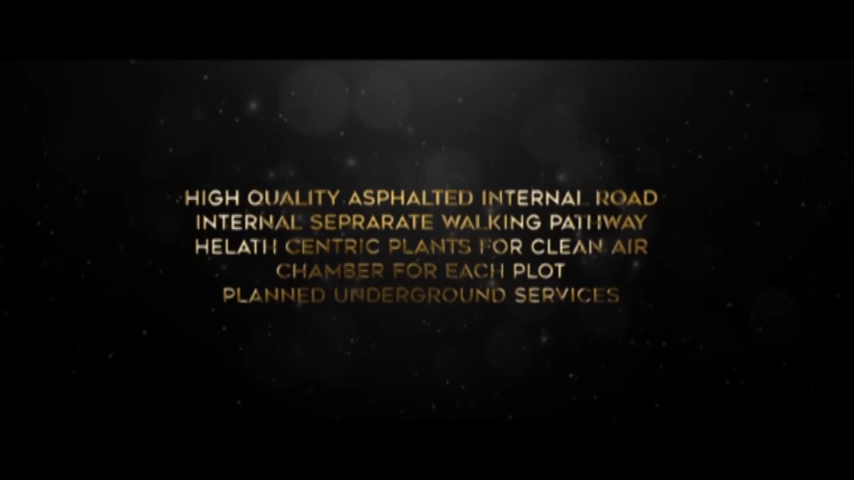 HIGH QUALITY ASPHALTED INTERNAL ROAD
INTERNAL SEPRARATE WALKING PATHWAY
HELATH CENTRIC PLANTS FOR CLEAN AIR
CHAMBER FOR EACH PLOT
PLANNED UNDERGROUND SERVICES